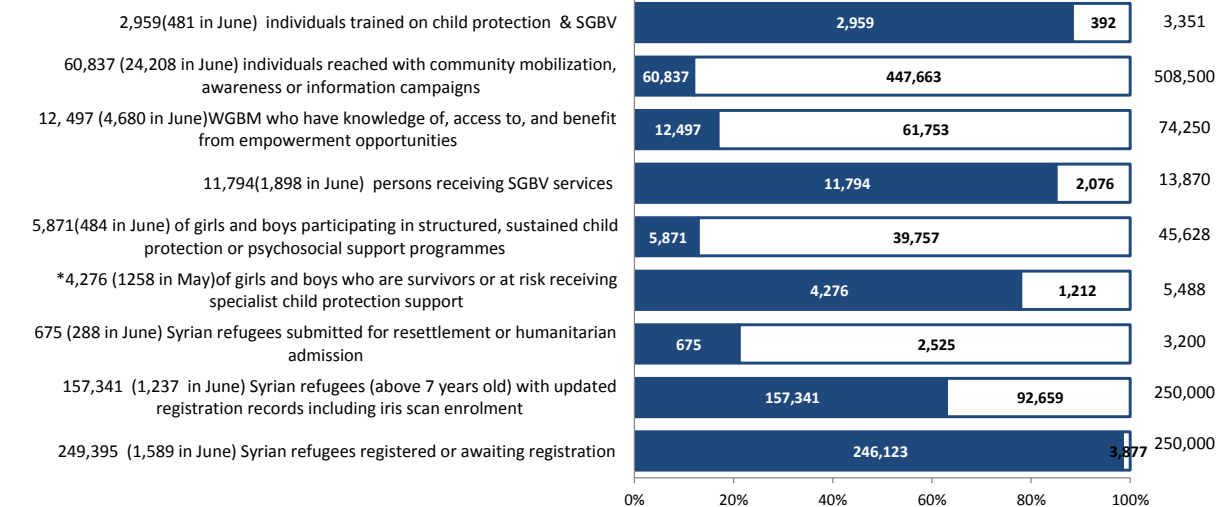 2,959(481 in June) individuals trained on child protection & SGBV
2,959
392
3,351
60,837 (24,208 in June) individuals reached with community mobilization,
awareness or information campaigns
60,837
447,663
508,500
12, 497 (4,680 in June)WGBM who have knowledge of, access to, and benefit
from empowerment opportunities
12,497
61,753
74,250
11,794(1,898 in June) persons receiving SGBV services
11,794
2,076
13,870
5,871(484 in June) of girls and boys participating in structured, sustained child
protection or psychosocial support programmes
5,871
39,757
45,628
*4,276 (1258 in May)of girls and boys who are survivors or at risk receiving
specialist child protection support
4,276
1,212
5,488
675 (288 in June) Syrian refugees submitted for resettlement or humanitarian
admission
675
2,525
3,200
157,341 (1,237 in June) Syrian refugees (above 7 years old) with updated
registration records including iris scan enrolment
157,341
92,659
250,000
249,395 (1,589 in June) Syrian refugees registered or awaiting registration
246,123
3,877
250,000
0% 20% 40% 60% 80% 100%